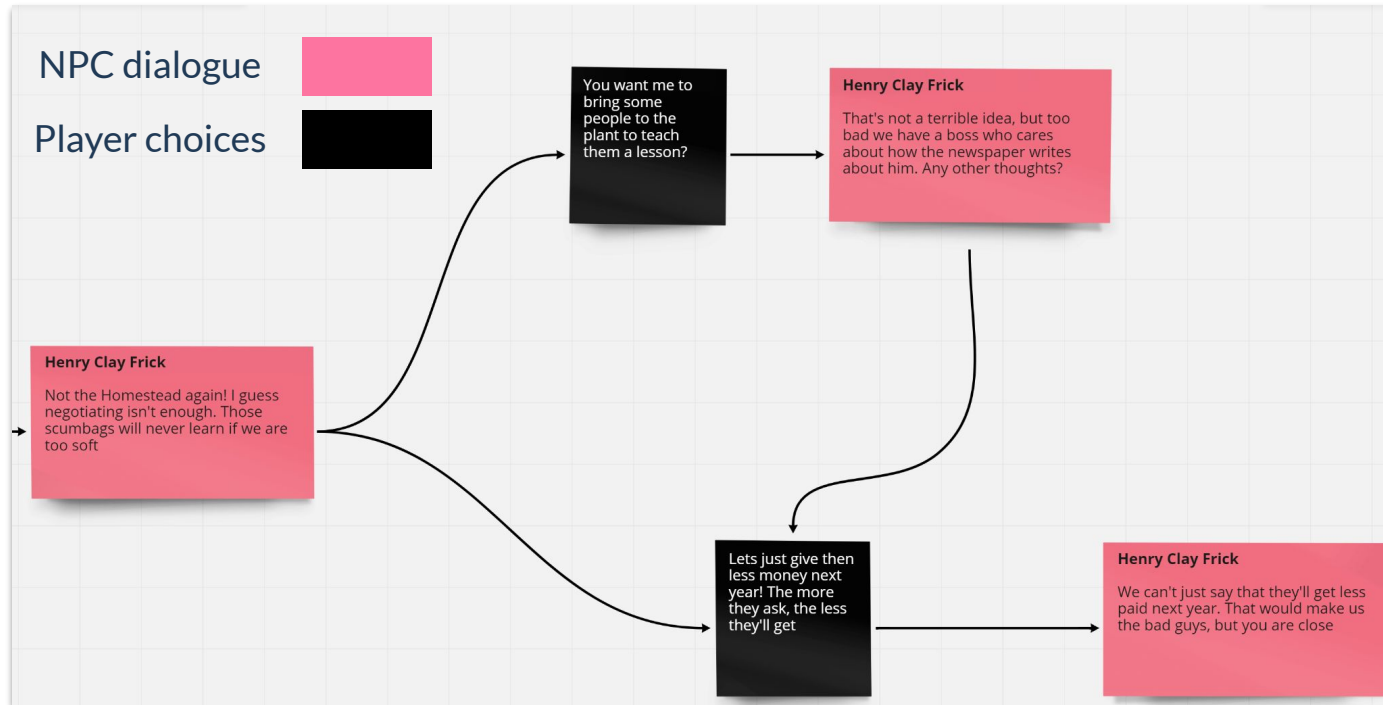 NPC dialogue
Player choices
You want me to
bring some
people to the
plant to teach
them a lesson?
Henry Clay Frick
That's not a terrible idea, but too
bad we have a boss who cares
about how the newspaper writes
about him. Any other thoughts?
Henry Clay Frick
Not the Homestead again! I guess
negotiating isn't enough. Those
scumbags will never learn if we are
too soft
Lets just give then
less money next
year! The more
they ask, the less
they'll get
Henry Clay Frick
We can't just say that they'll get less
paid next year. That would make us
the bad guys, but you are close